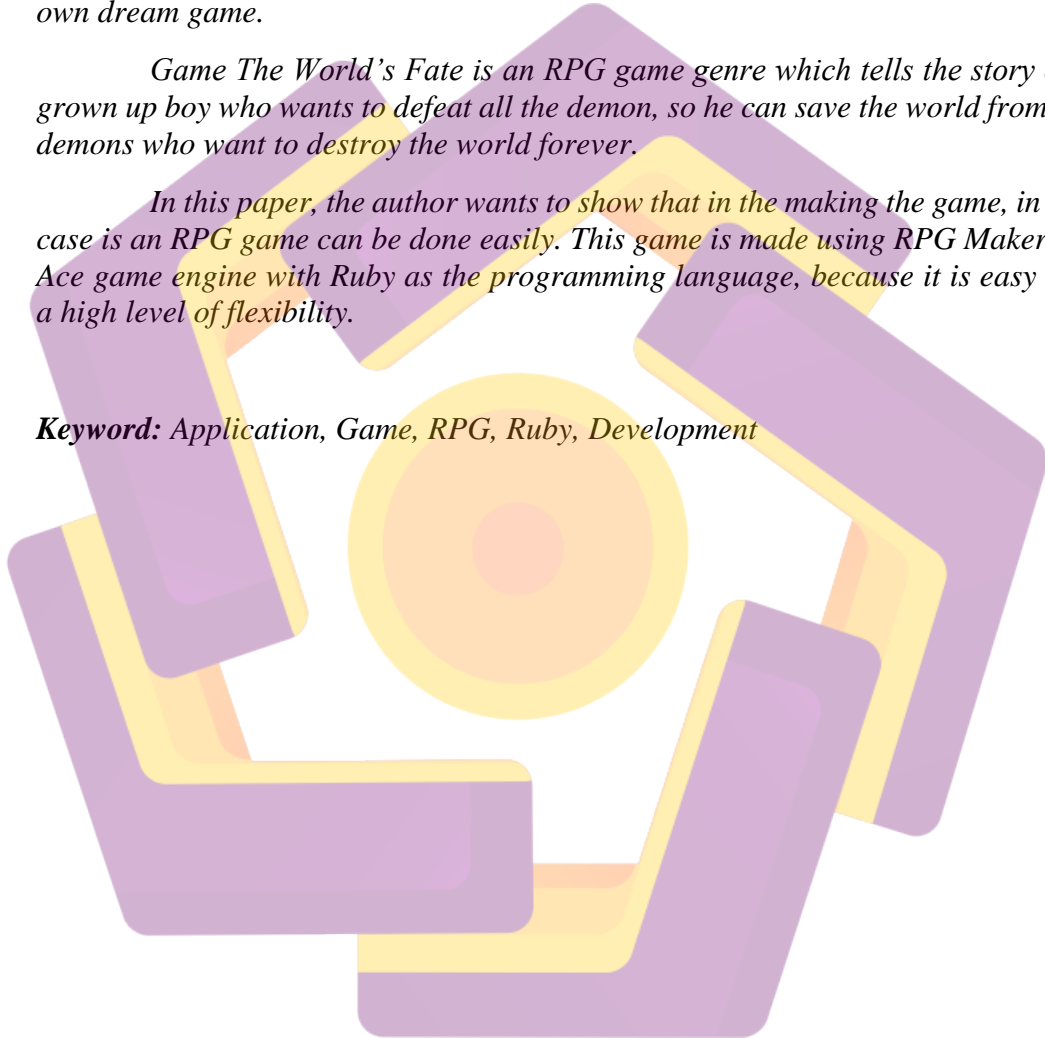 own dream game.
Game The World’s Fate is an RPG game genre which tells the story
grown up boy who wants to defeat all the demon, so he can save the world from
demons who want to destroy the world forever.
In this paper, the author wants to show that in the making the game, in
case is an RPG game can be done easily. This game is made using RPG Maker
Ace game engine with Ruby as the programming language, because it is easy
a high level of flexibility.
Keyword: Application, Game, RPG, Ruby, Development